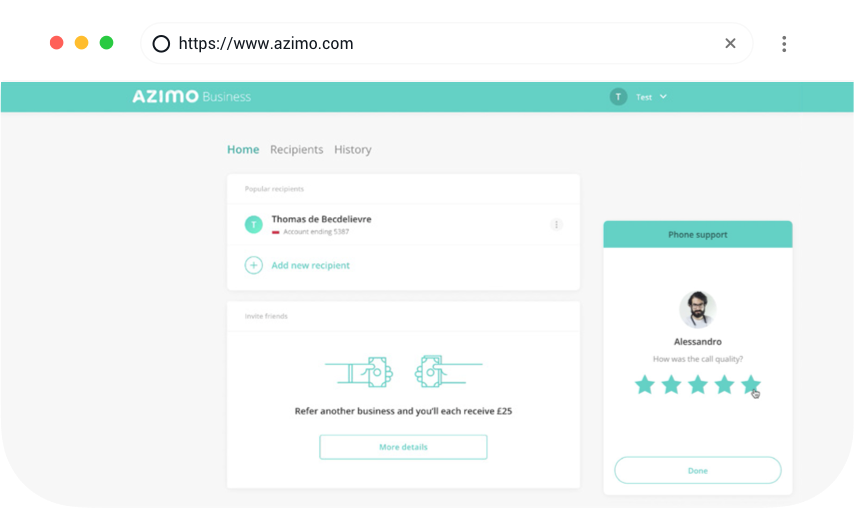 https://www.azimo.com
AZIMO Business
T Test
Home Recipients History
Popular recipients
T
Thomas de Becdelievre
Account ending 5387
Add new recipient
Invite friends
Refer another business and you'll each receive £25
More details
Phone support
Alessandro
How was the call quality?
Done